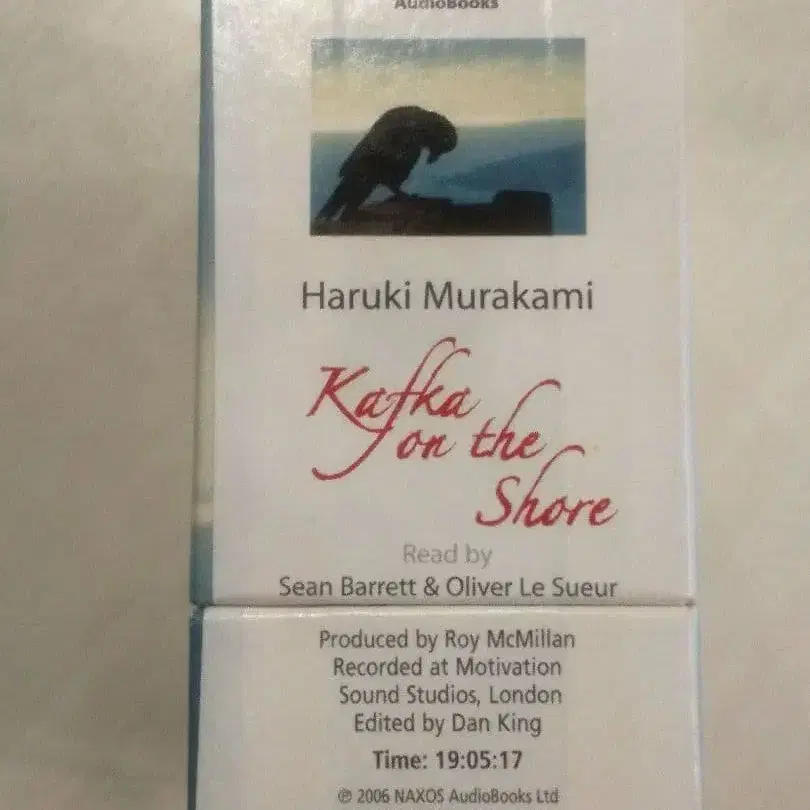 AudioBooks
Haruki Murakami
Kafka
on the
Shore
Read by
Sean Barrett & Oliver Le Sueur
Produced by Roy McMillan
Recorded at Motivation
Sound Studios, London
Edited by Dan King
Time: 19:05:17
℗ 2006 NAXOS AudioBooks Ltd